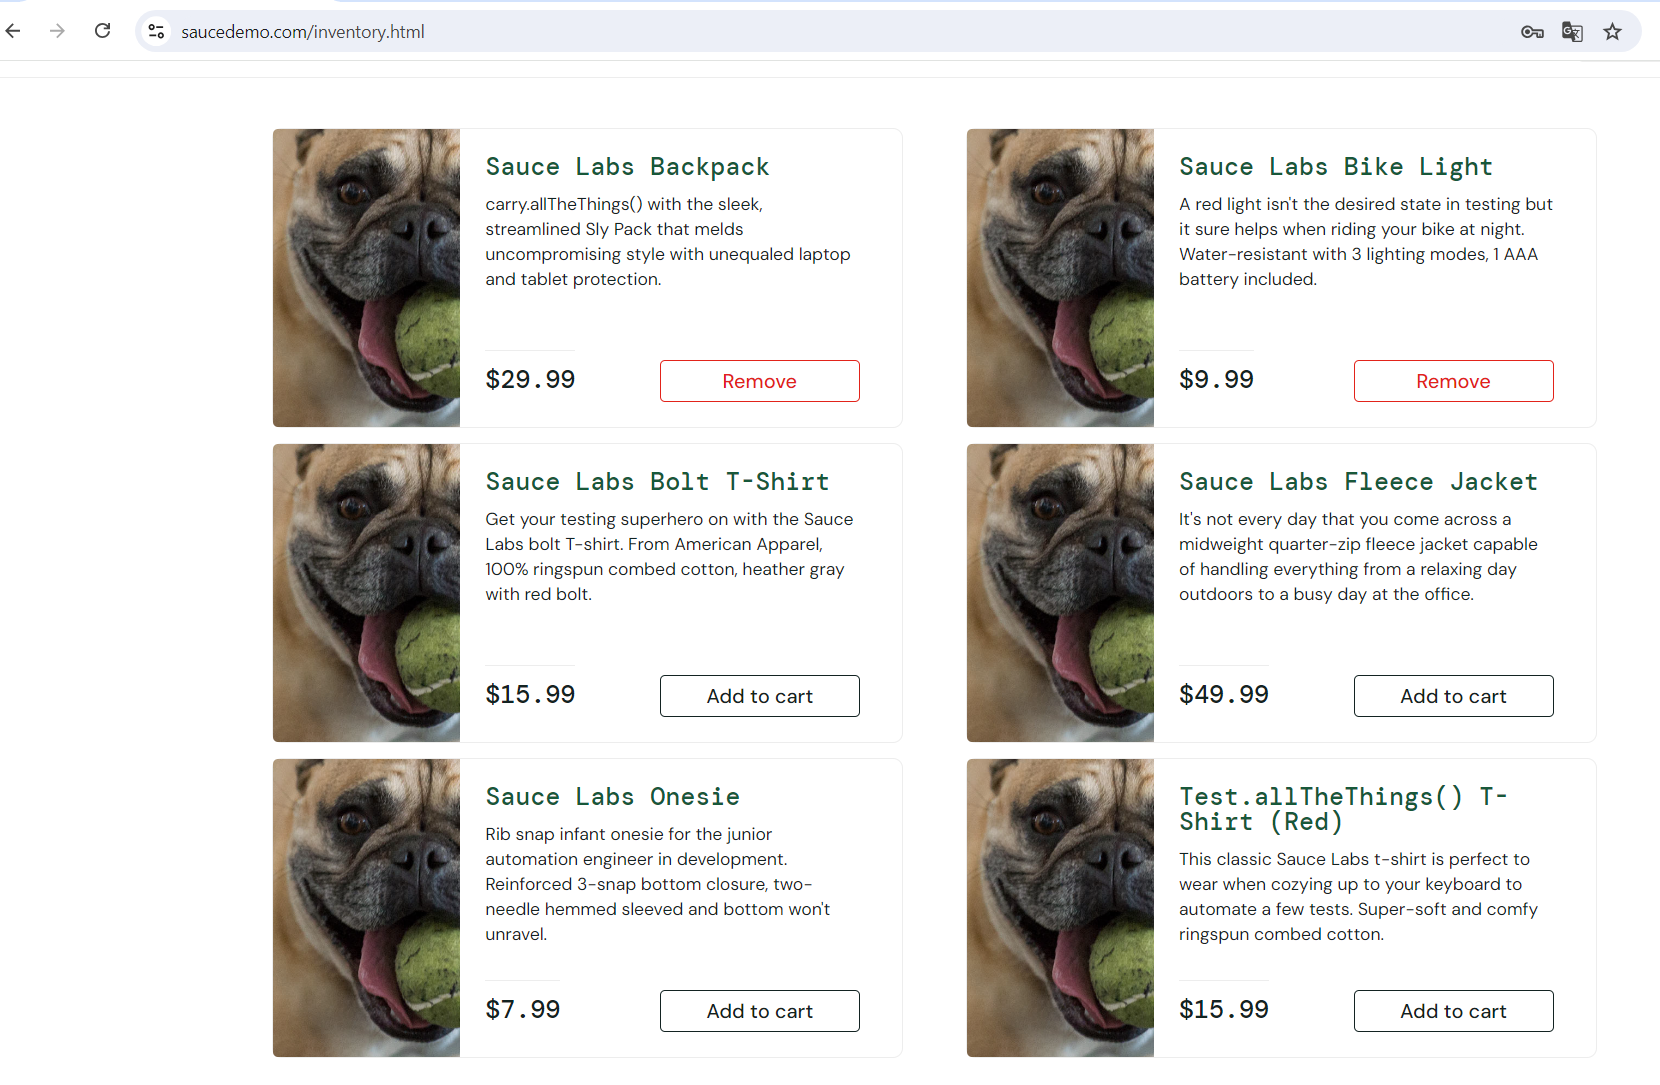 saucedemo.com/inventory.html
Sauce Labs Backpack
carry.allTheThings() with the sleek,
streamlined Sly Pack that melds
uncompromising style with unequaled laptop
and tablet protection.
$29.99
Remove
Sauce Labs Bike Light
A red light isn't the desired state in testing but
it sure helps when riding your bike at night.
Water-resistant with 3 lighting modes, 1 AAA
battery included.
$9.99
Remove
Sauce Labs Bolt T-Shirt
Get your testing superhero on with the Sauce
Labs bolt T-shirt. From American Apparel,
100% ringspun combed cotton, heather gray
with red bolt.
$15.99
Add to cart
Sauce Labs Fleece Jacket
It's not every day that you come across a
midweight quarter-zip fleece jacket capable
of handling everything from a relaxing day
outdoors to a busy day at the office.
$49.99
Add to cart
Sauce Labs Onesie
Rib snap infant onesie for the junior
automation engineer in development.
Reinforced 3-snap bottom closure, two-
needle hemmed sleeved and bottom won't
unravel.
$7.99
Add to cart
Test.allTheThings() T-
Shirt (Red)
This classic Sauce Labs t-shirt is perfect to
wear when cozying up to your keyboard to
automate a few tests. Super-soft and comfy
ringspun combed cotton.
$15.99
Add to cart